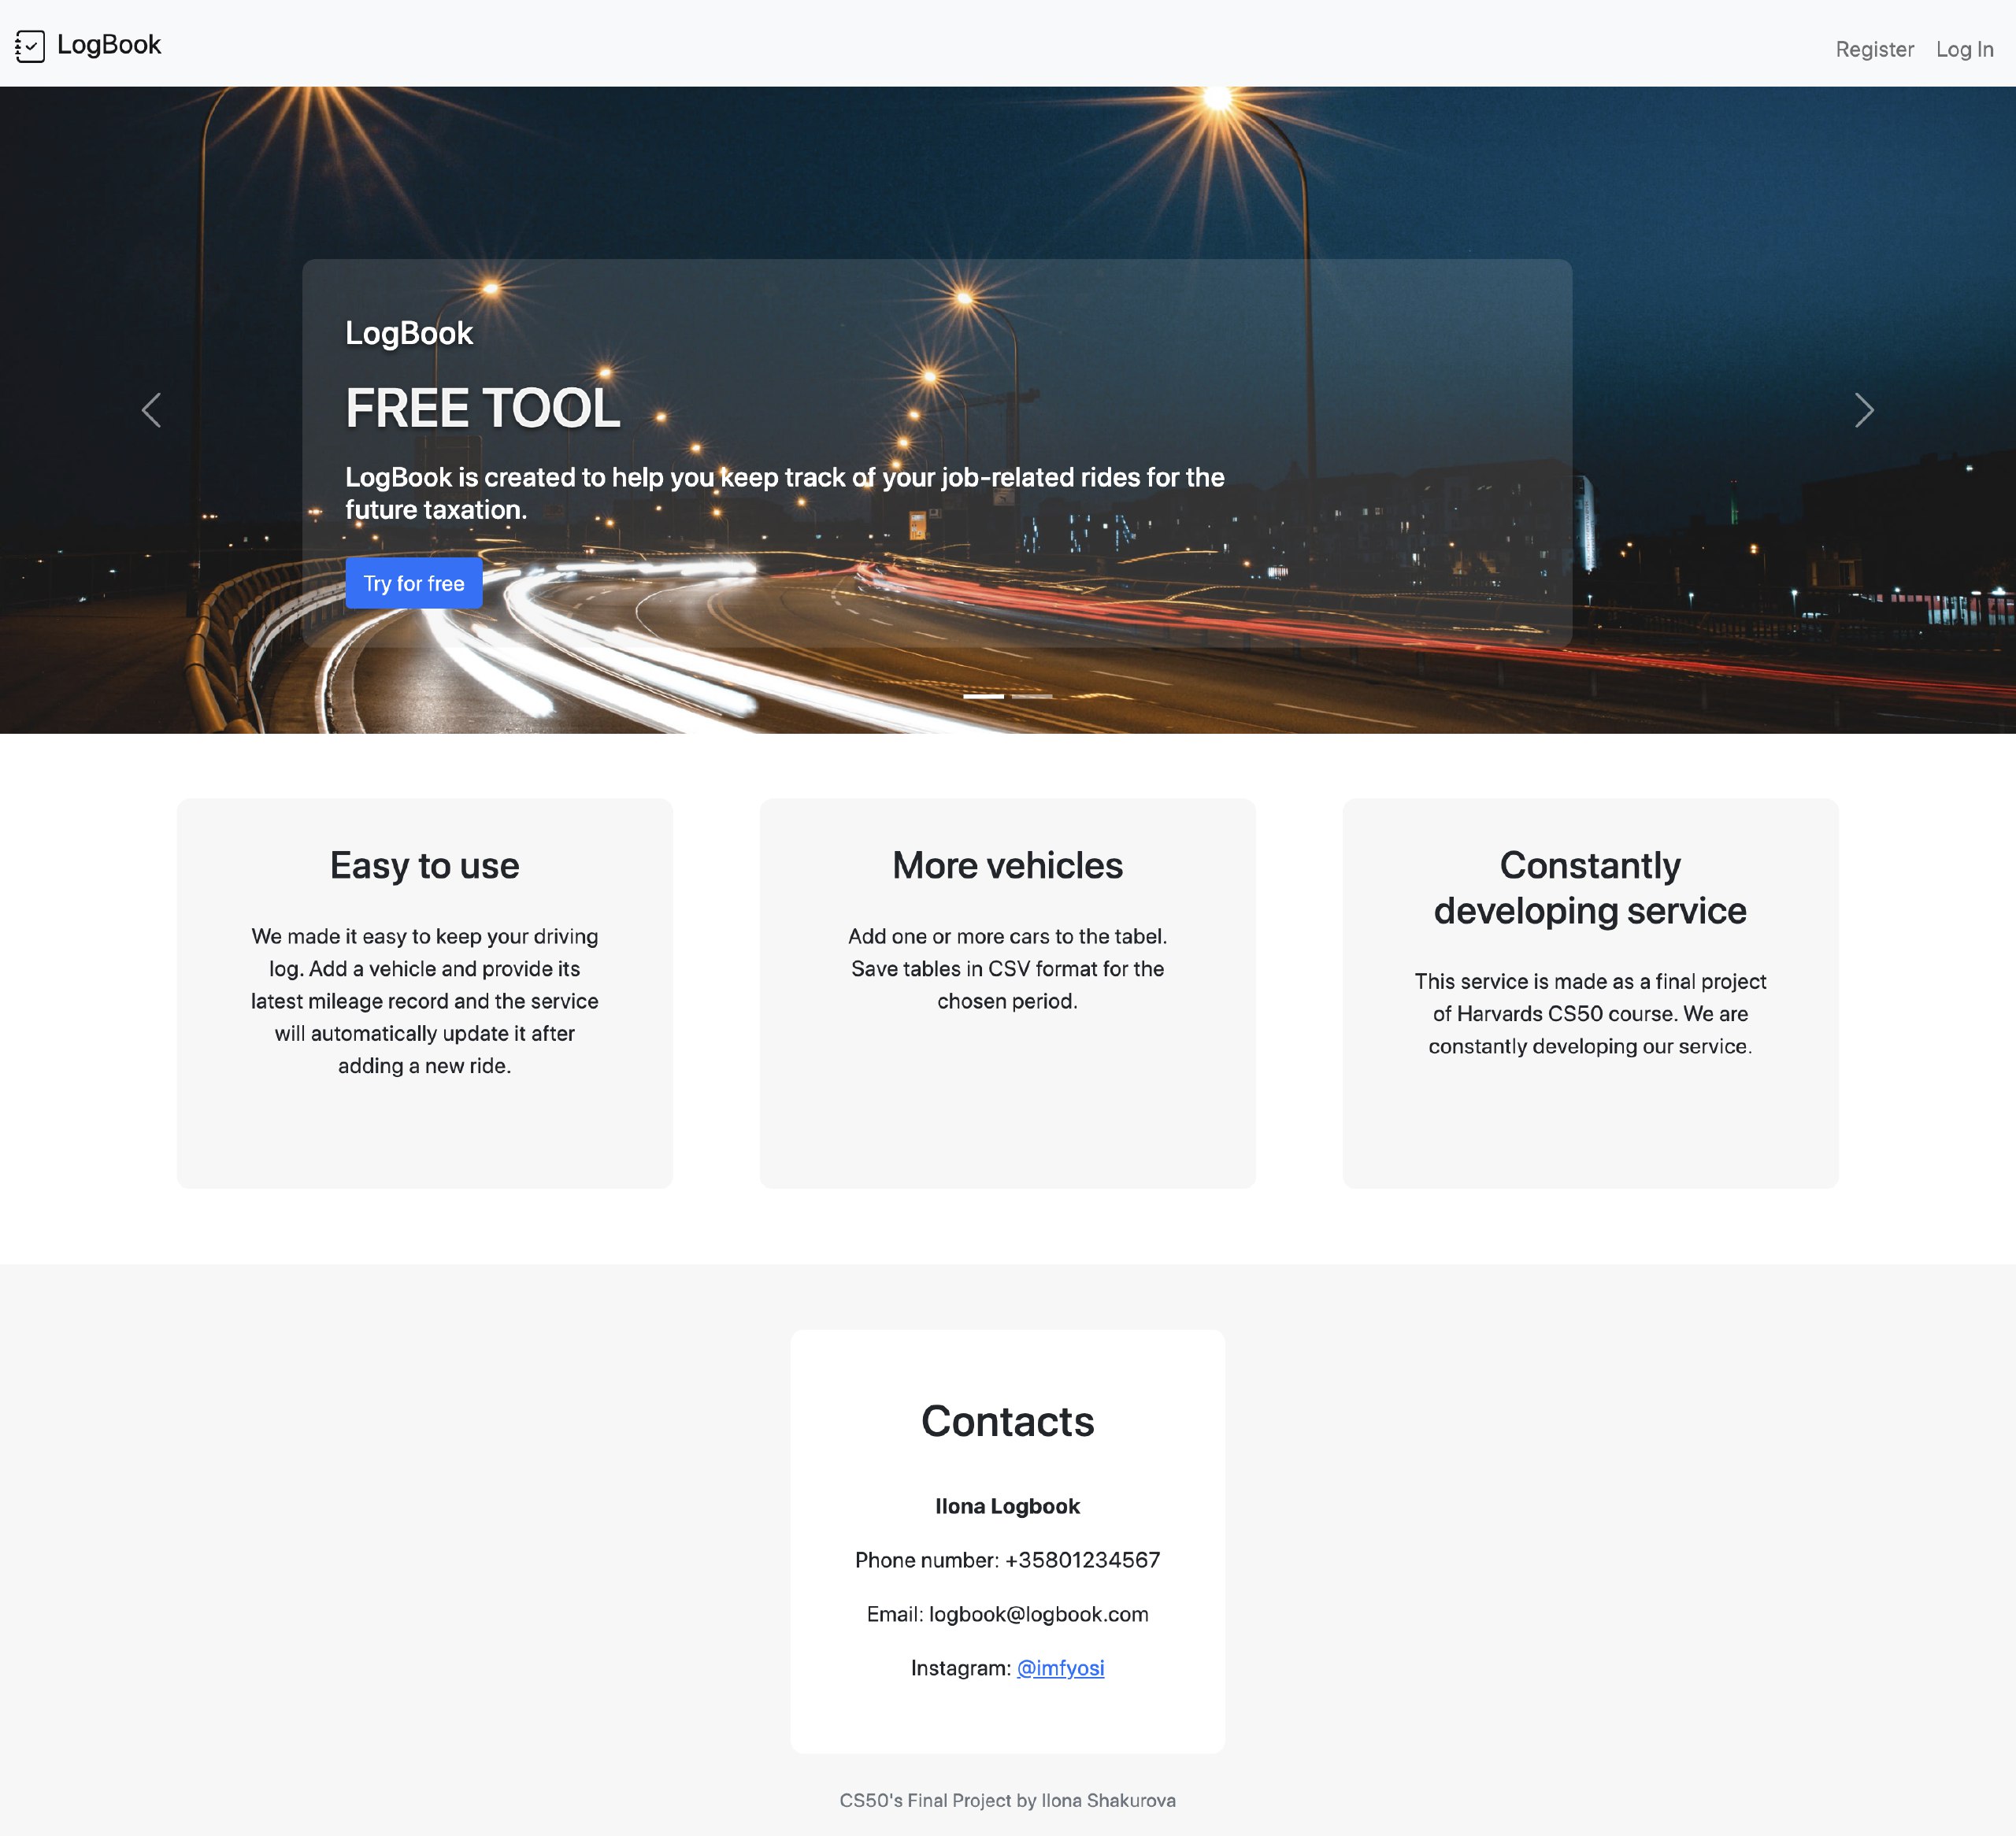 LogBook
Register Log In
LogBook
FREE TOOL
LogBook is created to help you keep track of your job-related rides for the
future taxation.
Try for free
Easy to use
We made it easy to keep your driving
log. Add a vehicle and provide its
latest mileage record and the service
will automatically update it after
adding a new ride.
More vehicles
Add one or more cars to the tabel.
Save tables in CSV format for the
chosen period.
Constantly
developing service
This service is made as a final project
of Harvards CS50 course. We are
constantly developing our service.
Contacts
Ilona Logbook
Phone number: +35801234567
Email: logbook@logbook.com
Instagram: @imfyosi
CS50's Final Project by Ilona Shakurova